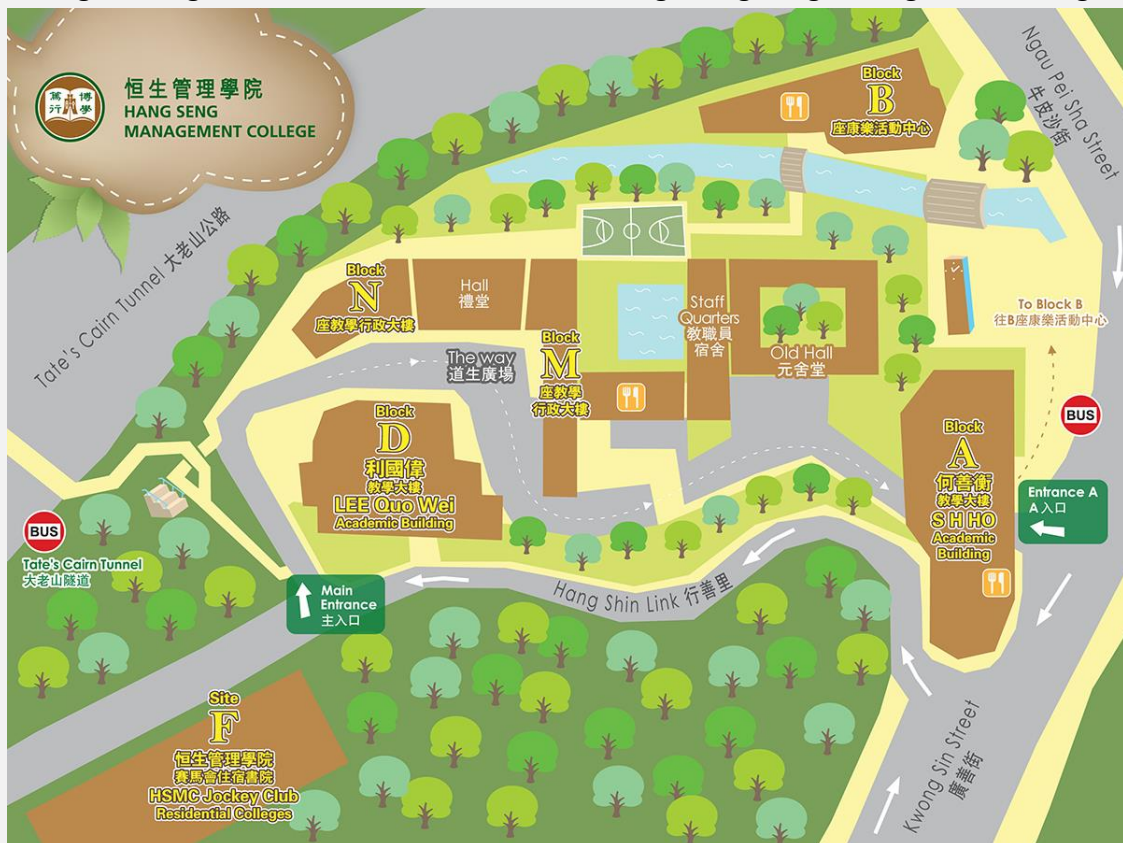 恒生管理學院
HANG SENG
MANAGEMENT COLLEGE
篤行
博學
Block
B
座康樂活動中心
Ngau Pei Sha Street
牛皮沙街
Tate's Cairn Tunnel 大老山公路
Block
N
座教學行政大樓
Hall
禮堂
Staff
Quarters
教職員
宿舍
Old Hall
元舍堂
To Block B
往B座康樂活動中心
The way
道生廣場
Block
M
座教學
行政大樓
Block
D
利國偉
教學大樓
LEE Quo Wei
Academic Building
Block
A
何善衡
教學大樓
S H HO
Academic
Building
BUS
Entrance A
A 入口
BUS
Tate's Cairn Tunnel
大老山隧道
Main
Entrance
主入口
Hang Shin Link 行善里
Site
F
恒生管理學院
賽馬會住宿書院
HSMC Jockey Club
Residential Colleges
Kwong Sin Street
廣善街